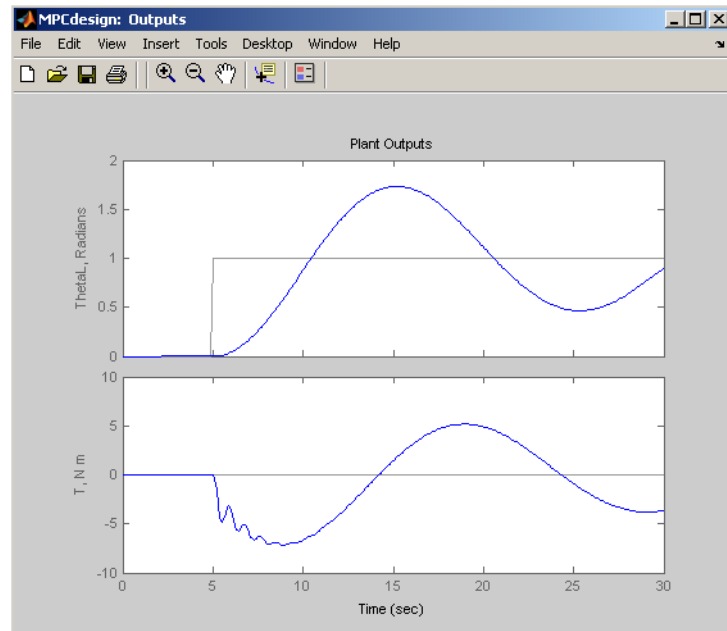 MPCdesign: Outputs
File Edit View Insert Tools Desktop Window Help
Plant Outputs
2
1.5
1
0.5
0
ThetaL, Radians
10
5
0
-5
-10
T, N m
0 5 10 15 20 25 30
Time (sec)